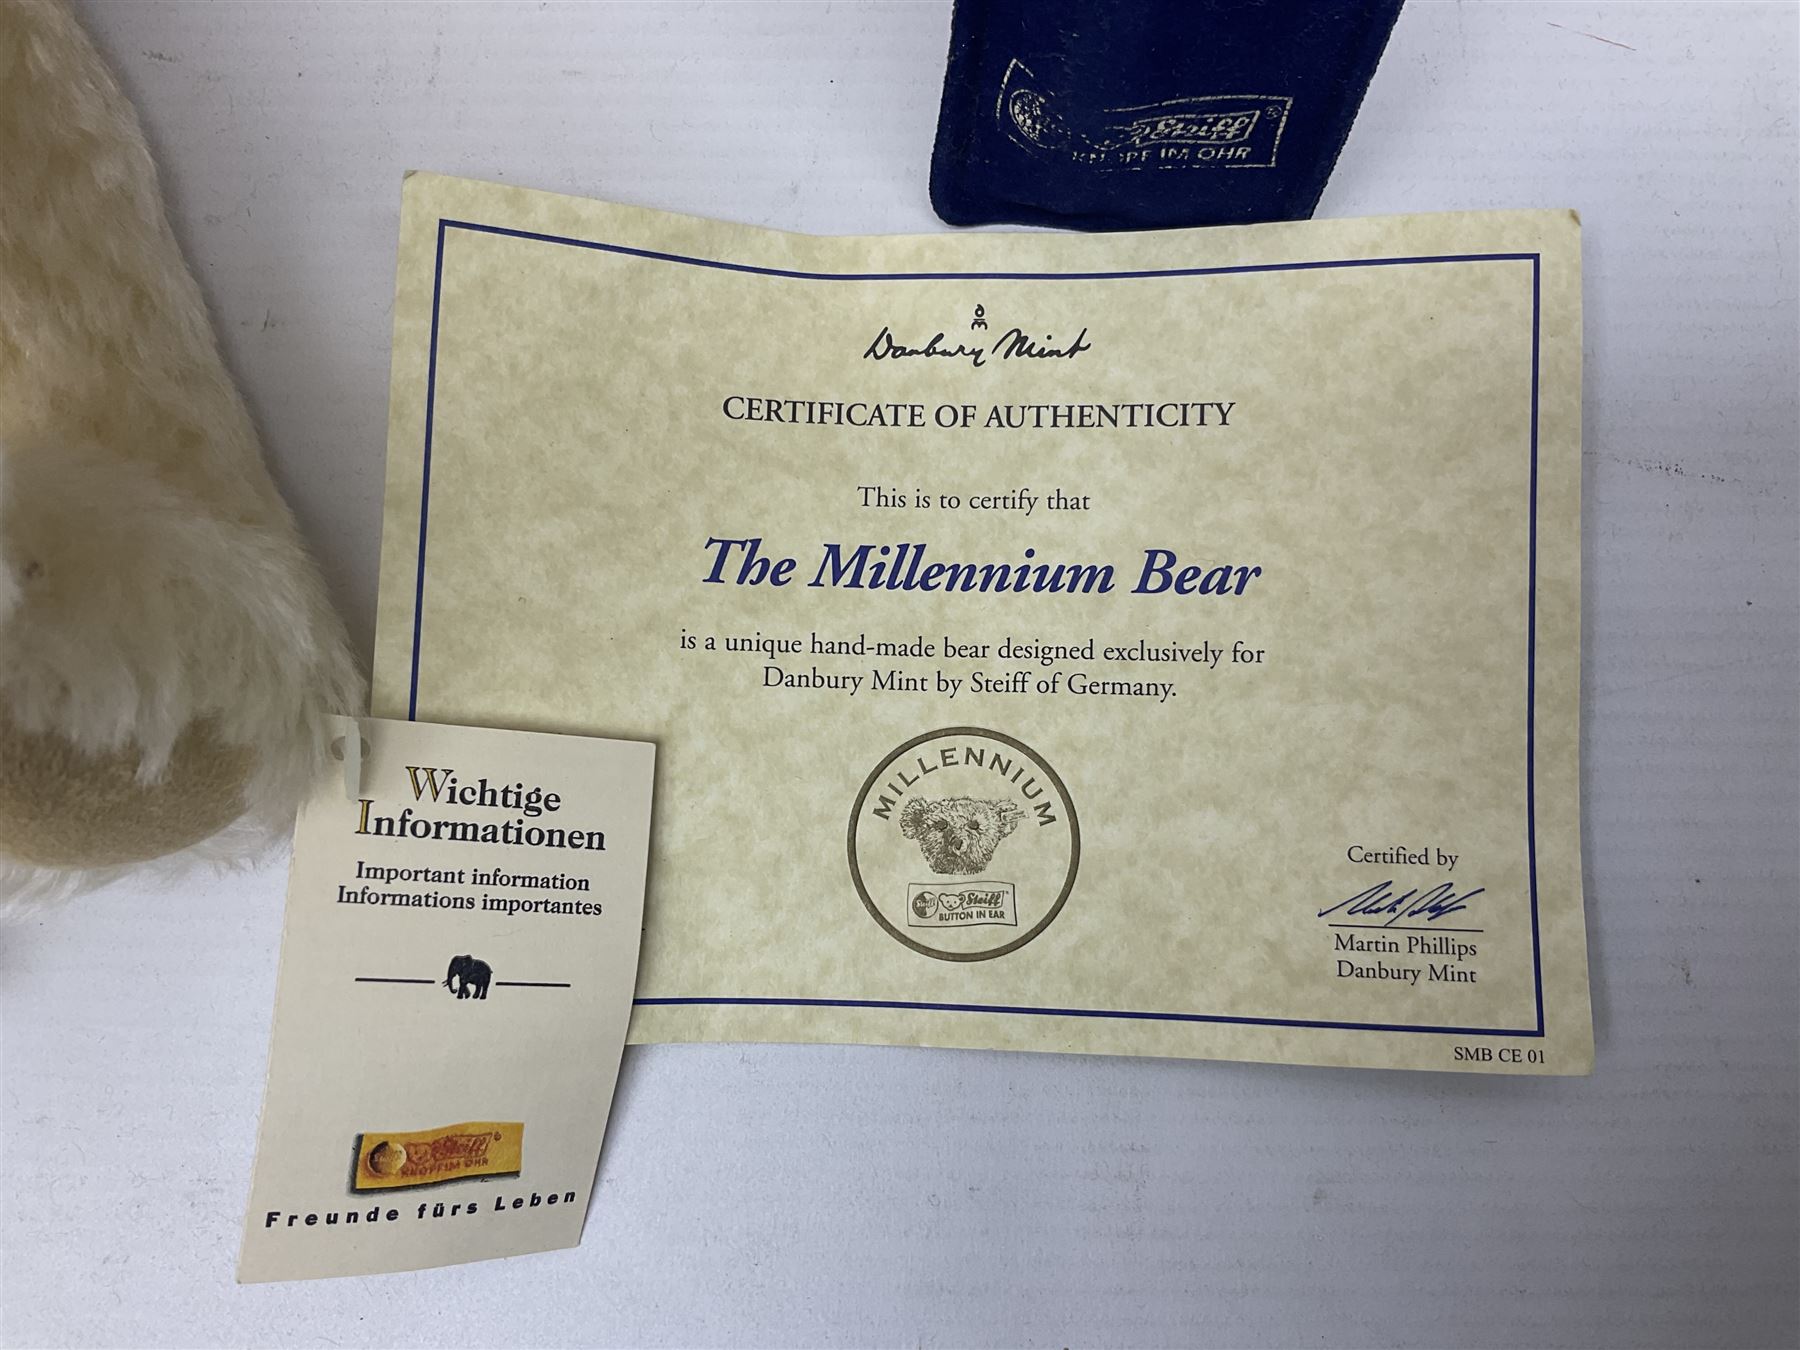 Steiff ®
KNOPF IM OHR
Danbury Mint
CERTIFICATE OF AUTHENTICITY
This is to certify that
The Millennium Bear
is a unique hand-made bear designed exclusively for
Danbury Mint by Steiff of Germany.
MILLENNIUM
Steiff Steiff
BUTTON IN EAR
Certified by
Martin Phillips
Danbury Mint
SMB CE 01
Wichtige
Informationen
Important information
Informations importantes
Steiff Steiff ®
KNOPF IM OHR
Freunde fürs Leben